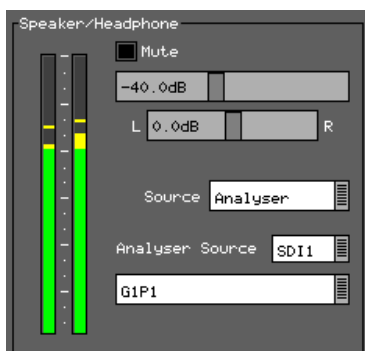 Speaker/Headphone
Mute
-40.0dB
L 0.0dB R
Source Analyser
Analyser Source SDI1
G1P1